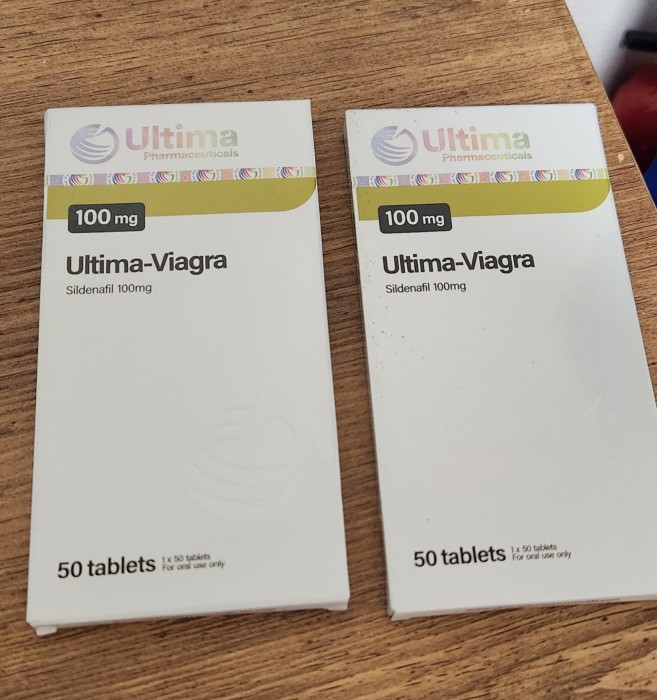 Ultima
Pharmaceuticals
100 mg
Ultima-Viagra
Sildenafil 100mg
50 tablets
1 x 50 tablets
For oral use only
Ultima
Pharmaceuticals
100 mg
Ultima-Viagra
Sildenafil 100mg
50 tablets
1 x 50 tablets
For oral use only